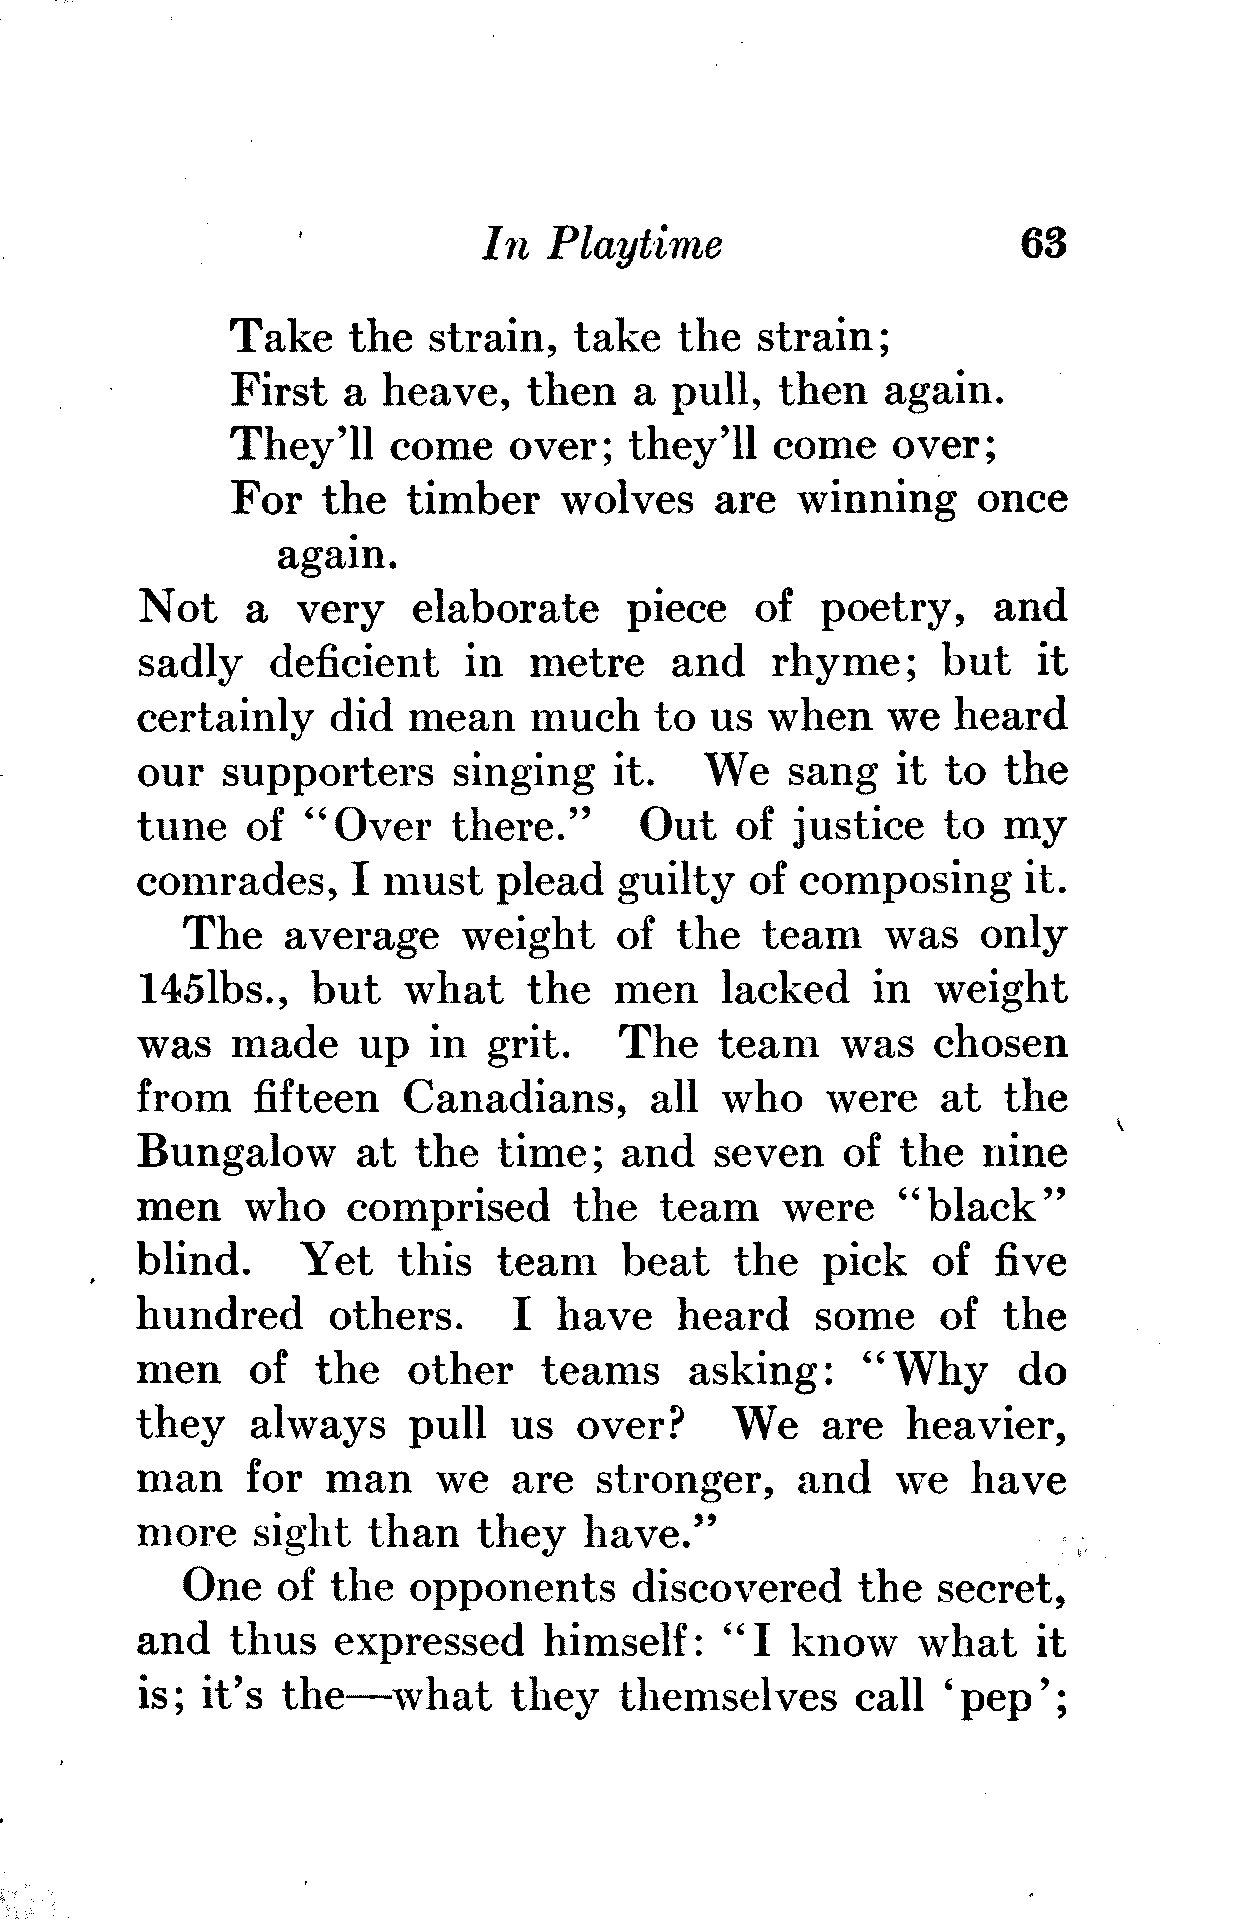 In Playtime 63
Take the strain, take the strain;
First a heave, then a pull, then again.
They'll come over; they'll come over;
For the timber wolves are winning once
again.
Not a very elaborate piece of poetry, and
sadly deficient in metre and rhyme; but it
certainly did mean much to us when we heard
our supporters singing it. We sang it to the
tune of "Over there." Out of justice to my
comrades, I must plead guilty of composing it.
The average weight of the team was only
145lbs., but what the men lacked in weight
was made up in grit. The team was chosen
from fifteen Canadians, all who were at the
Bungalow at the time; and seven of the nine
men who comprised the team were "black"
blind. Yet this team beat the pick of five
hundred others. I have heard some of the
men of the other teams asking: "Why do
they always pull us over? We are heavier,
man for man we are stronger, and we have
more sight than they have."
One of the opponents discovered the secret,
and thus expressed himself: "I know what it
is; it's the—what they themselves call 'pep';